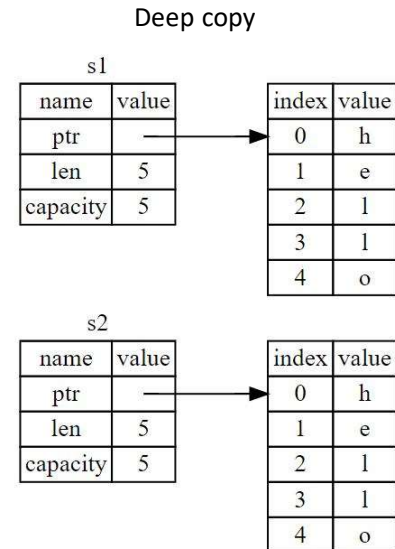 Deep copy
s1
name value
ptr
len 5
capacity 5
index value
0 h
1 e
2 l
3 l
4 o
s2
name value
ptr
len 5
capacity 5
index value
0 h
1 e
2 l
3 l
4 o